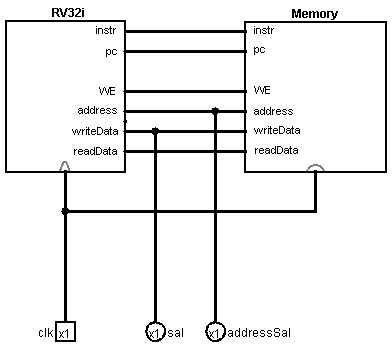 RV32i Memory
instr instr
pc pc
WE WE
address address
writeData writeData
readData readData
clk x1 x1 sal x1 addressSal